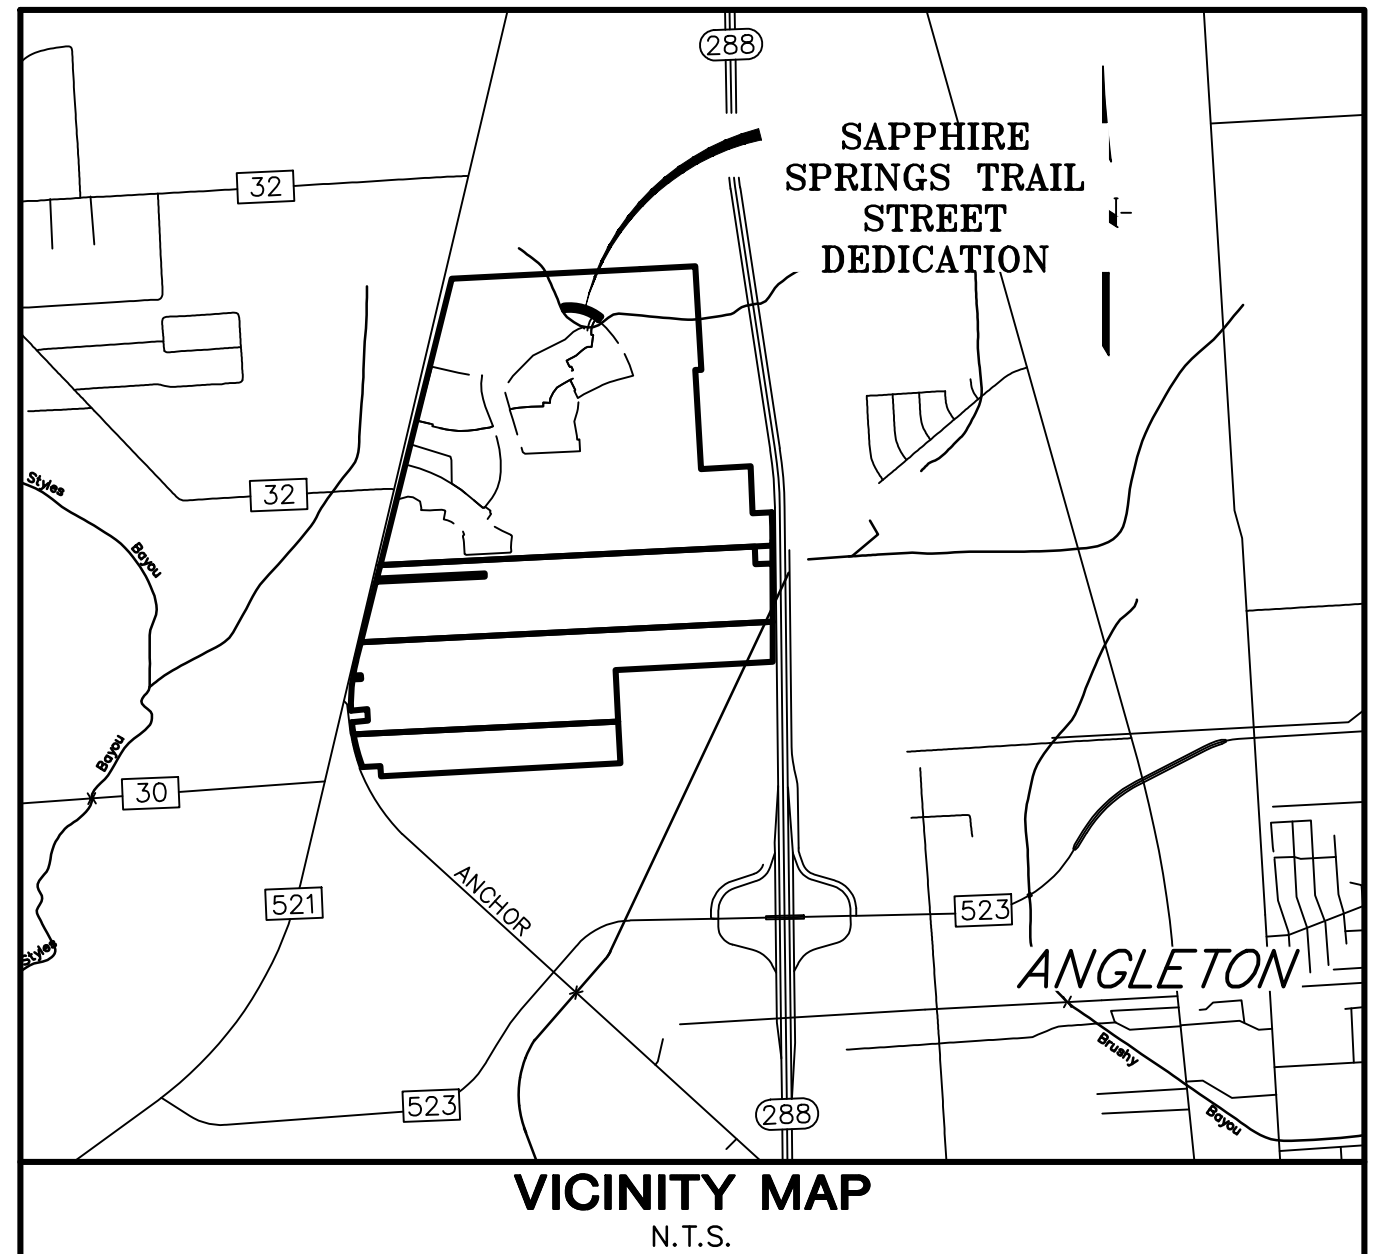 288
SAPPHIRE
SPRINGS TRAIL
STREET
DEDICATION
32
32
Styles
Bayou
Bayou
30
521
ANCHOR
523
Styles
ANGLETON
Brushy
Bayou
523
288
VICINITY MAP
N.T.S.